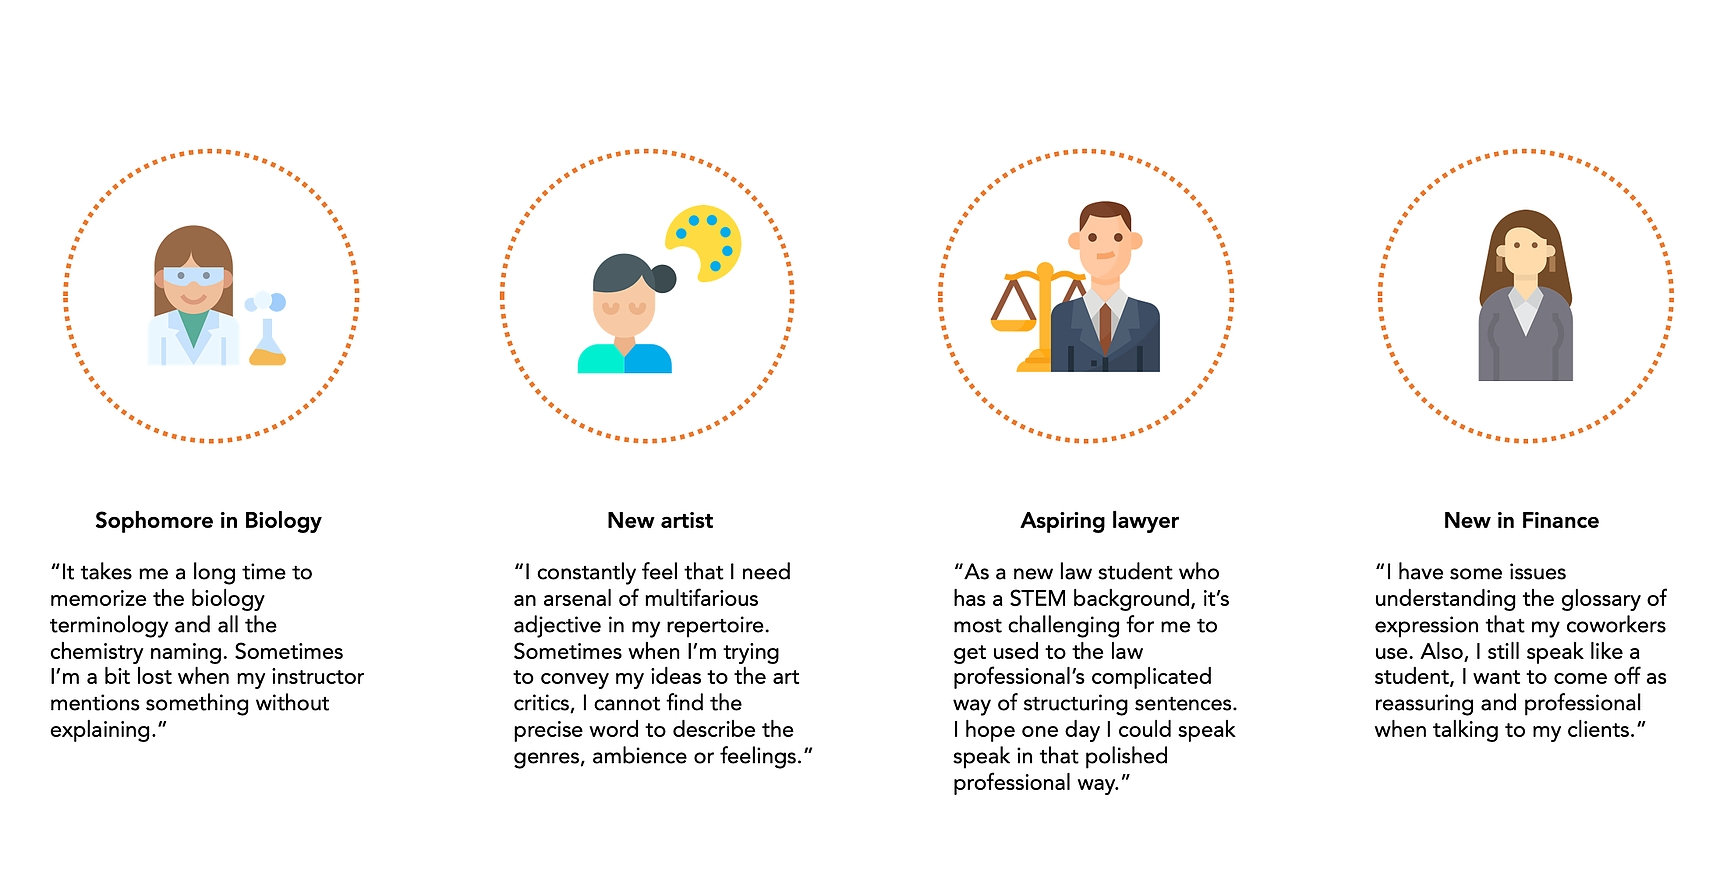 Sophomore in Biology
“It takes me a long time to
memorize the biology
terminology and all the
chemistry naming. Sometimes
I’m a bit lost when my instructor
mentions something without
explaining.”
New artist
“I constantly feel that I need
an arsenal of multifarious
adjective in my repertoire.
Sometimes when I’m trying
to convey my ideas to the art
critics, I cannot find the
precise word to describe the
genres, ambience or feelings.”
Aspiring lawyer
“As a new law student who
has a STEM background, it’s
most challenging for me to
get used to the law
professional’s complicated
way of structuring sentences.
I hope one day I could speak
speak in that polished
professional way.”
New in Finance
“I have some issues
understanding the glossary of
expression that my coworkers
use. Also, I still speak like a
student, I want to come off as
reassuring and professional
when talking to my clients.”